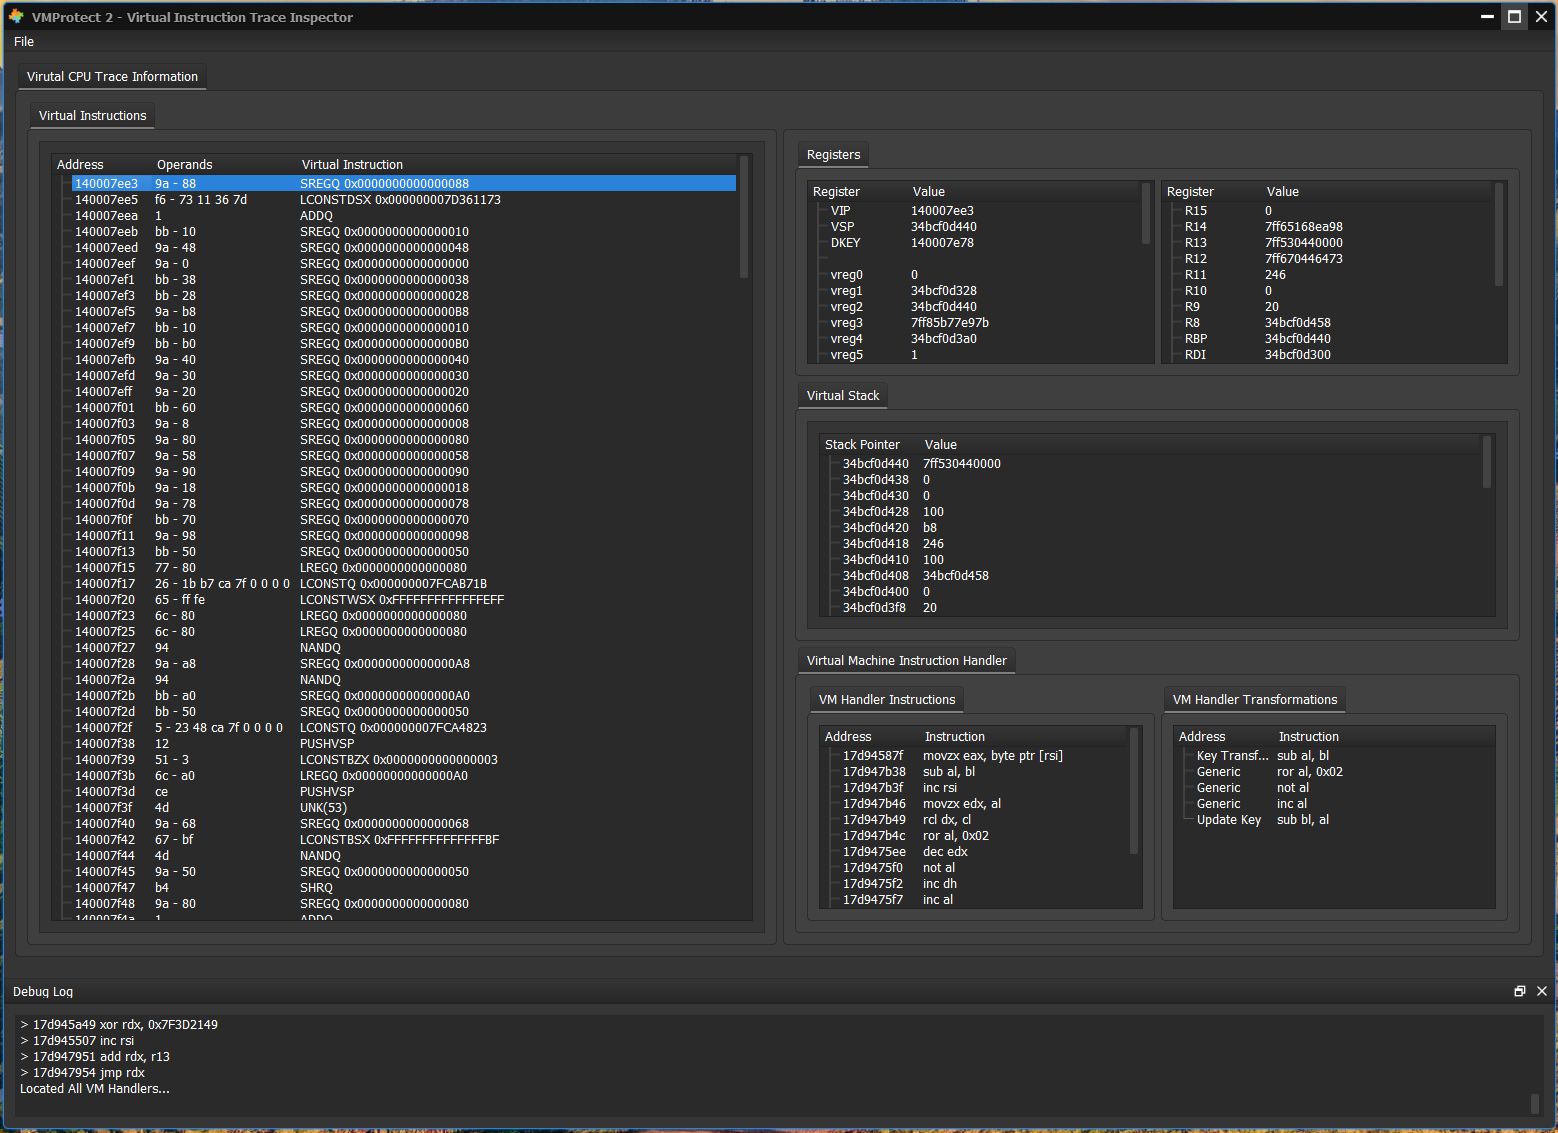 VMProtect 2 - Virtual Instruction Trace Inspector
File
Virutal CPU Trace Information
Virtual Instructions
Address Operands Virtual Instruction
140007ee3 9a - 88 SREGQ 0x0000000000000088
140007ee5 f6 - 73 11 36 7d LCONSTDSX 0x000000007D361173
140007eea 1 ADDQ
140007eeb bb - 10 SREGQ 0x0000000000000010
140007eed 9a - 48 SREGQ 0x0000000000000048
140007eef 9a - 0 SREGQ 0x0000000000000000
140007ef1 bb - 38 SREGQ 0x0000000000000038
140007ef3 bb - 28 SREGQ 0x0000000000000028
140007ef5 9a - b8 SREGQ 0x00000000000000B8
140007ef7 bb - 10 SREGQ 0x0000000000000010
140007ef9 bb - b0 SREGQ 0x00000000000000B0
140007efb 9a - 40 SREGQ 0x0000000000000040
140007efd 9a - 30 SREGQ 0x0000000000000030
140007eff 9a - 20 SREGQ 0x0000000000000020
140007f01 bb - 60 SREGQ 0x0000000000000060
140007f03 9a - 8 SREGQ 0x0000000000000008
140007f05 9a - 80 SREGQ 0x0000000000000080
140007f07 9a - 58 SREGQ 0x0000000000000058
140007f09 9a - 90 SREGQ 0x0000000000000090
140007f0b 9a - 18 SREGQ 0x0000000000000018
140007f0d 9a - 78 SREGQ 0x0000000000000078
140007f0f bb - 70 SREGQ 0x0000000000000070
140007f11 9a - 98 SREGQ 0x0000000000000098
140007f13 bb - 50 SREGQ 0x0000000000000050
140007f15 77 - 80 LREGQ 0x0000000000000080
140007f17 26 - 1b b7 ca 7f 0 0 0 0 LCONSTQ 0x000000007FCAB71B
140007f20 65 - ff fe LCONSTWSX 0xFFFFFFFFFFFFFEFF
140007f23 6c - 80 LREGQ 0x0000000000000080
140007f25 6c - 80 LREGQ 0x0000000000000080
140007f27 94 NANDQ
140007f28 9a - a8 SREGQ 0x00000000000000A8
140007f2a 94 NANDQ
140007f2b bb - a0 SREGQ 0x00000000000000A0
140007f2d bb - 50 SREGQ 0x0000000000000050
140007f2f 5 - 23 48 ca 7f 0 0 0 0 LCONSTQ 0x000000007FCA4823
140007f38 12 PUSHVSP
140007f39 51 - 3 LCONSTBZX 0x0000000000000003
140007f3b 6c - a0 LREGQ 0x00000000000000A0
140007f3d ce PUSHVSP
140007f3f 4d UNK(53)
140007f40 9a - 68 SREGQ 0x0000000000000068
140007f42 67 - bf LCONSTBSX 0xFFFFFFFFFFFFFFBF
140007f44 4d NANDQ
140007f45 9a - 50 SREGQ 0x0000000000000050
140007f47 b4 SHRQ
140007f48 9a - 80 SREGQ 0x0000000000000080
140007f4a 1 ADDQ
Registers
Register Value
VIP 140007ee3
VSP 34bcf0d440
DKEY 140007e78
vreg0 0
vreg1 34bcf0d328
vreg2 34bcf0d440
vreg3 7ff85b77e97b
vreg4 34bcf0d3a0
vreg5 1
Register Value
R15 0
R14 7ff65168ea98
R13 7ff530440000
R12 7ff670446473
R11 246
R10 0
R9 20
R8 34bcf0d458
RBP 34bcf0d440
RDI 34bcf0d300
Virtual Stack
Stack Pointer Value
34bcf0d440 7ff530440000
34bcf0d438 0
34bcf0d430 0
34bcf0d428 100
34bcf0d420 b8
34bcf0d418 246
34bcf0d410 100
34bcf0d408 34bcf0d458
34bcf0d400 0
34bcf0d3f8 20
Virtual Machine Instruction Handler
VM Handler Instructions
Address Instruction
17d94587f movzx eax, byte ptr [rsi]
17d947b38 sub al, bl
17d947b3f inc rsi
17d947b46 movzx edx, al
17d947b49 rcl dx, cl
17d947b4c ror al, 0x02
17d9475ee dec edx
17d9475f0 not al
17d9475f2 inc dh
17d9475f7 inc al
VM Handler Transformations
Address Instruction
Key Transf... sub al, bl
Generic ror al, 0x02
Generic not al
Generic inc al
Update Key sub bl, al
Debug Log
> 17d945a49 xor rdx, 0x7F3D2149
> 17d945507 inc rsi
> 17d947951 add rdx, r13
> 17d947954 jmp rdx
Located All VM Handlers...